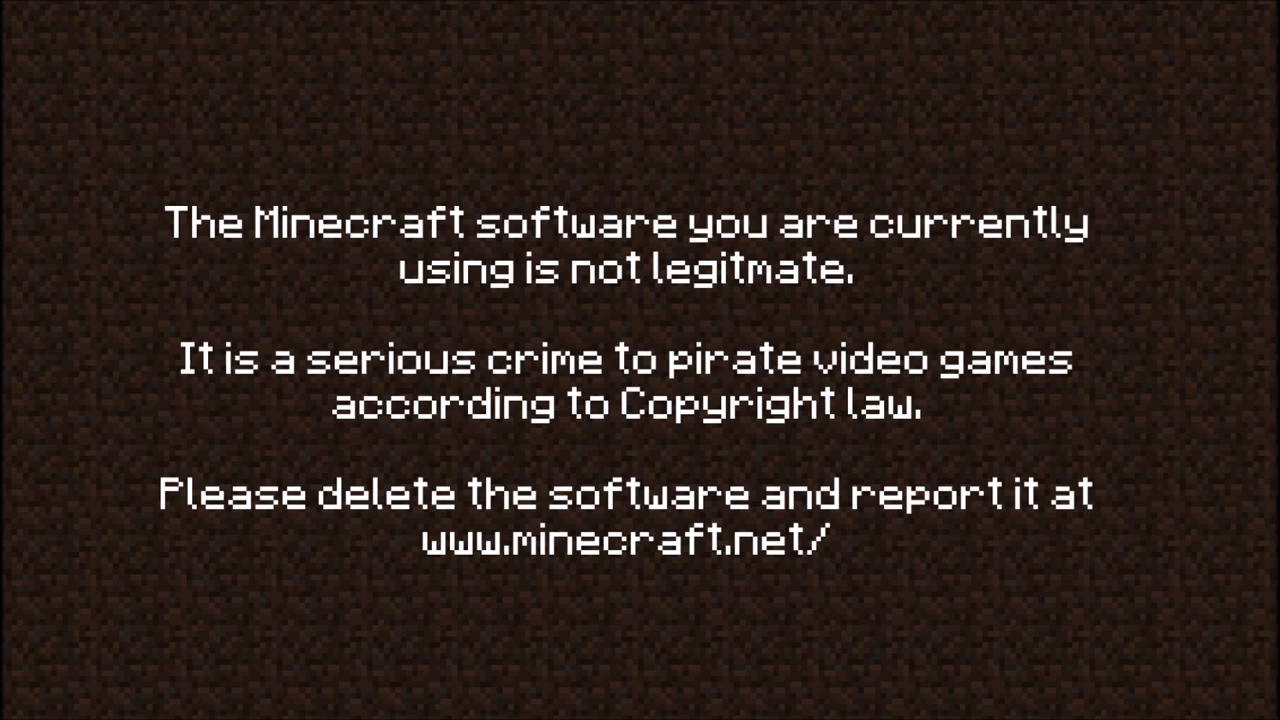 The Minecraft software you are currently
using is not legitmate.
It is a serious crime to pirate video games
according to Copyright law.
Please delete the software and report it at
www.minecraft.net/